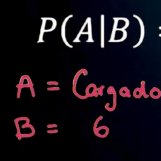 P(A|B) =
A = Cargado
B = 6